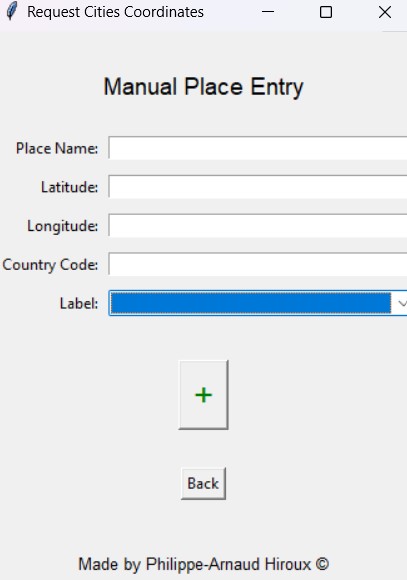 Request Cities Coordinates
Manual Place Entry
Place Name:
Latitude:
Longitude:
Country Code:
Label:
+
Back
Made by Philippe-Arnaud Hiroux ©